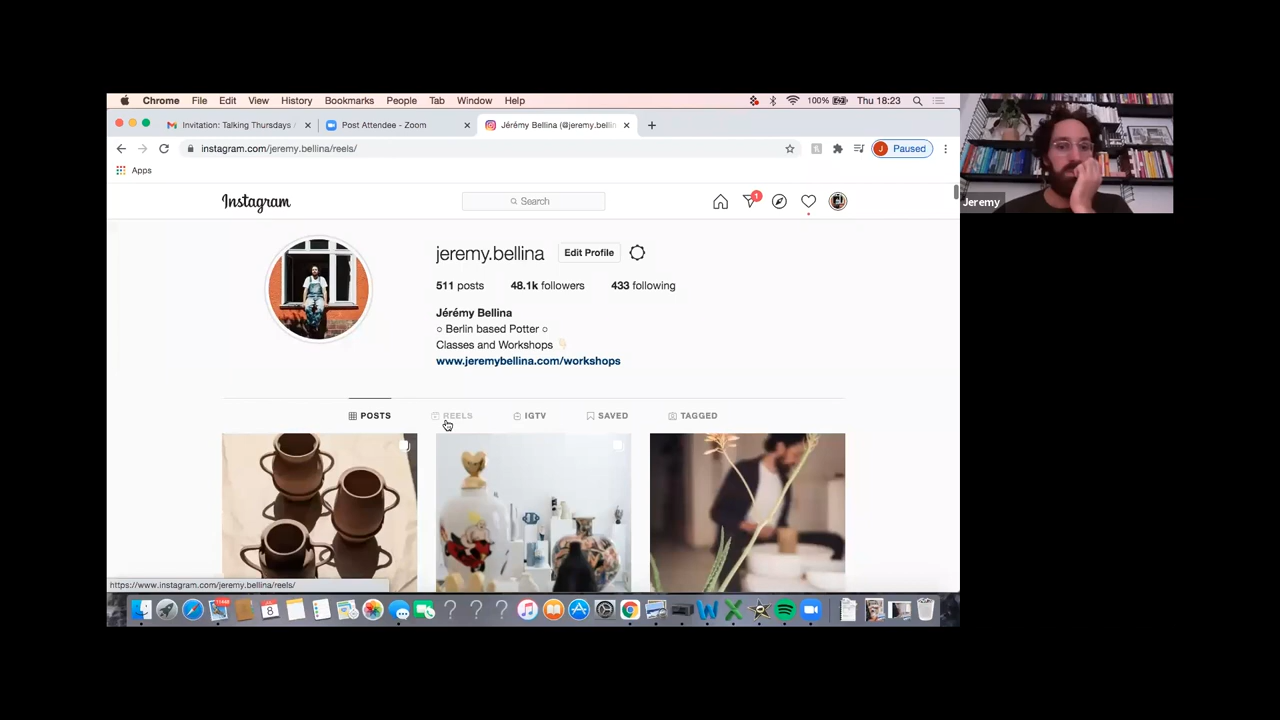 Chrome File Edit View History Bookmarks People Tab Window Help 100% Thu 18:23
Invitation: Talking Thursdays / Post Attendee - Zoom Jérémy Bellina (@jeremy.bellin
instagram.com/jeremy.bellina/reels/ J Paused
Apps
Jeremy
Instagram Search 1
jeremy.bellina Edit Profile
511 posts 48.1k followers 433 following
Jérémy Bellina
○ Berlin based Potter ○
Classes and Workshops 👇🏻
www.jeremybellina.com/workshops
POSTS REELS IGTV SAVED TAGGED
https://www.instagram.com/jeremy.bellina/reels/
8